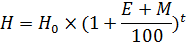 H = H₀ × (1 + (E + M)/100)ᵗ